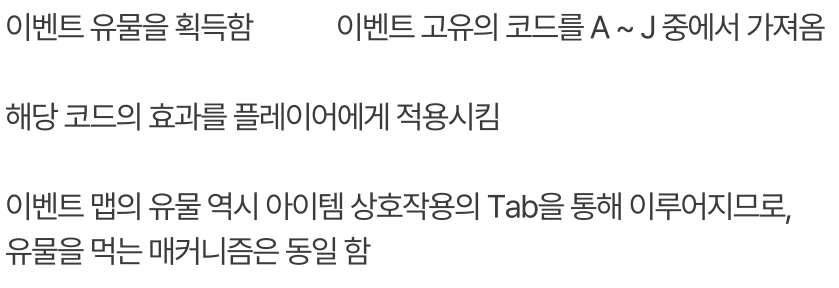 이벤트 유물을 획득함 이벤트 고유의 코드를 A ~ J 중에서 가져옴
해당 코드의 효과를 플레이어에게 적용시킴
이벤트 맵의 유물 역시 아이템 상호작용의 Tab을 통해 이루어지므로,
유물을 먹는 매커니즘은 동일 함